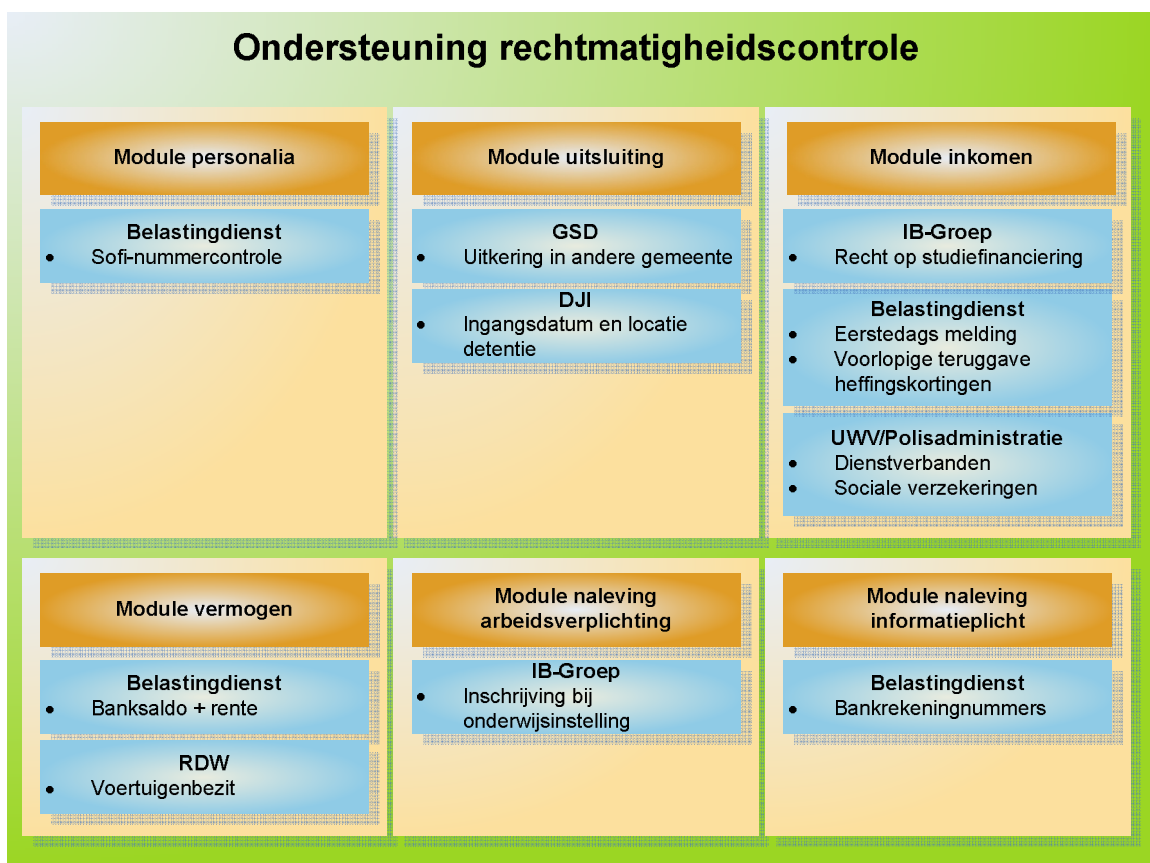 Ondersteuning rechtmatigheidscontrole
Module personalia
Belastingdienst
• Sofi-nummercontrole
Module uitsluiting
GSD
• Uitkering in andere gemeente
DJI
• Ingangsdatum en locatie
detentie
Module inkomen
IB-Groep
• Recht op studiefinanciering
Belastingdienst
• Eerstedags melding
• Voorlopige teruggave
heffingskortingen
UWV/Polisadministratie
• Dienstverbanden
• Sociale verzekeringen
Module vermogen
Belastingdienst
• Banksaldo + rente
RDW
• Voertuigenbezit
Module naleving
arbeidsverplichting
IB-Groep
• Inschrijving bij
onderwijsinstelling
Module naleving
informatieplicht
Belastingdienst
• Bankrekeningnummers